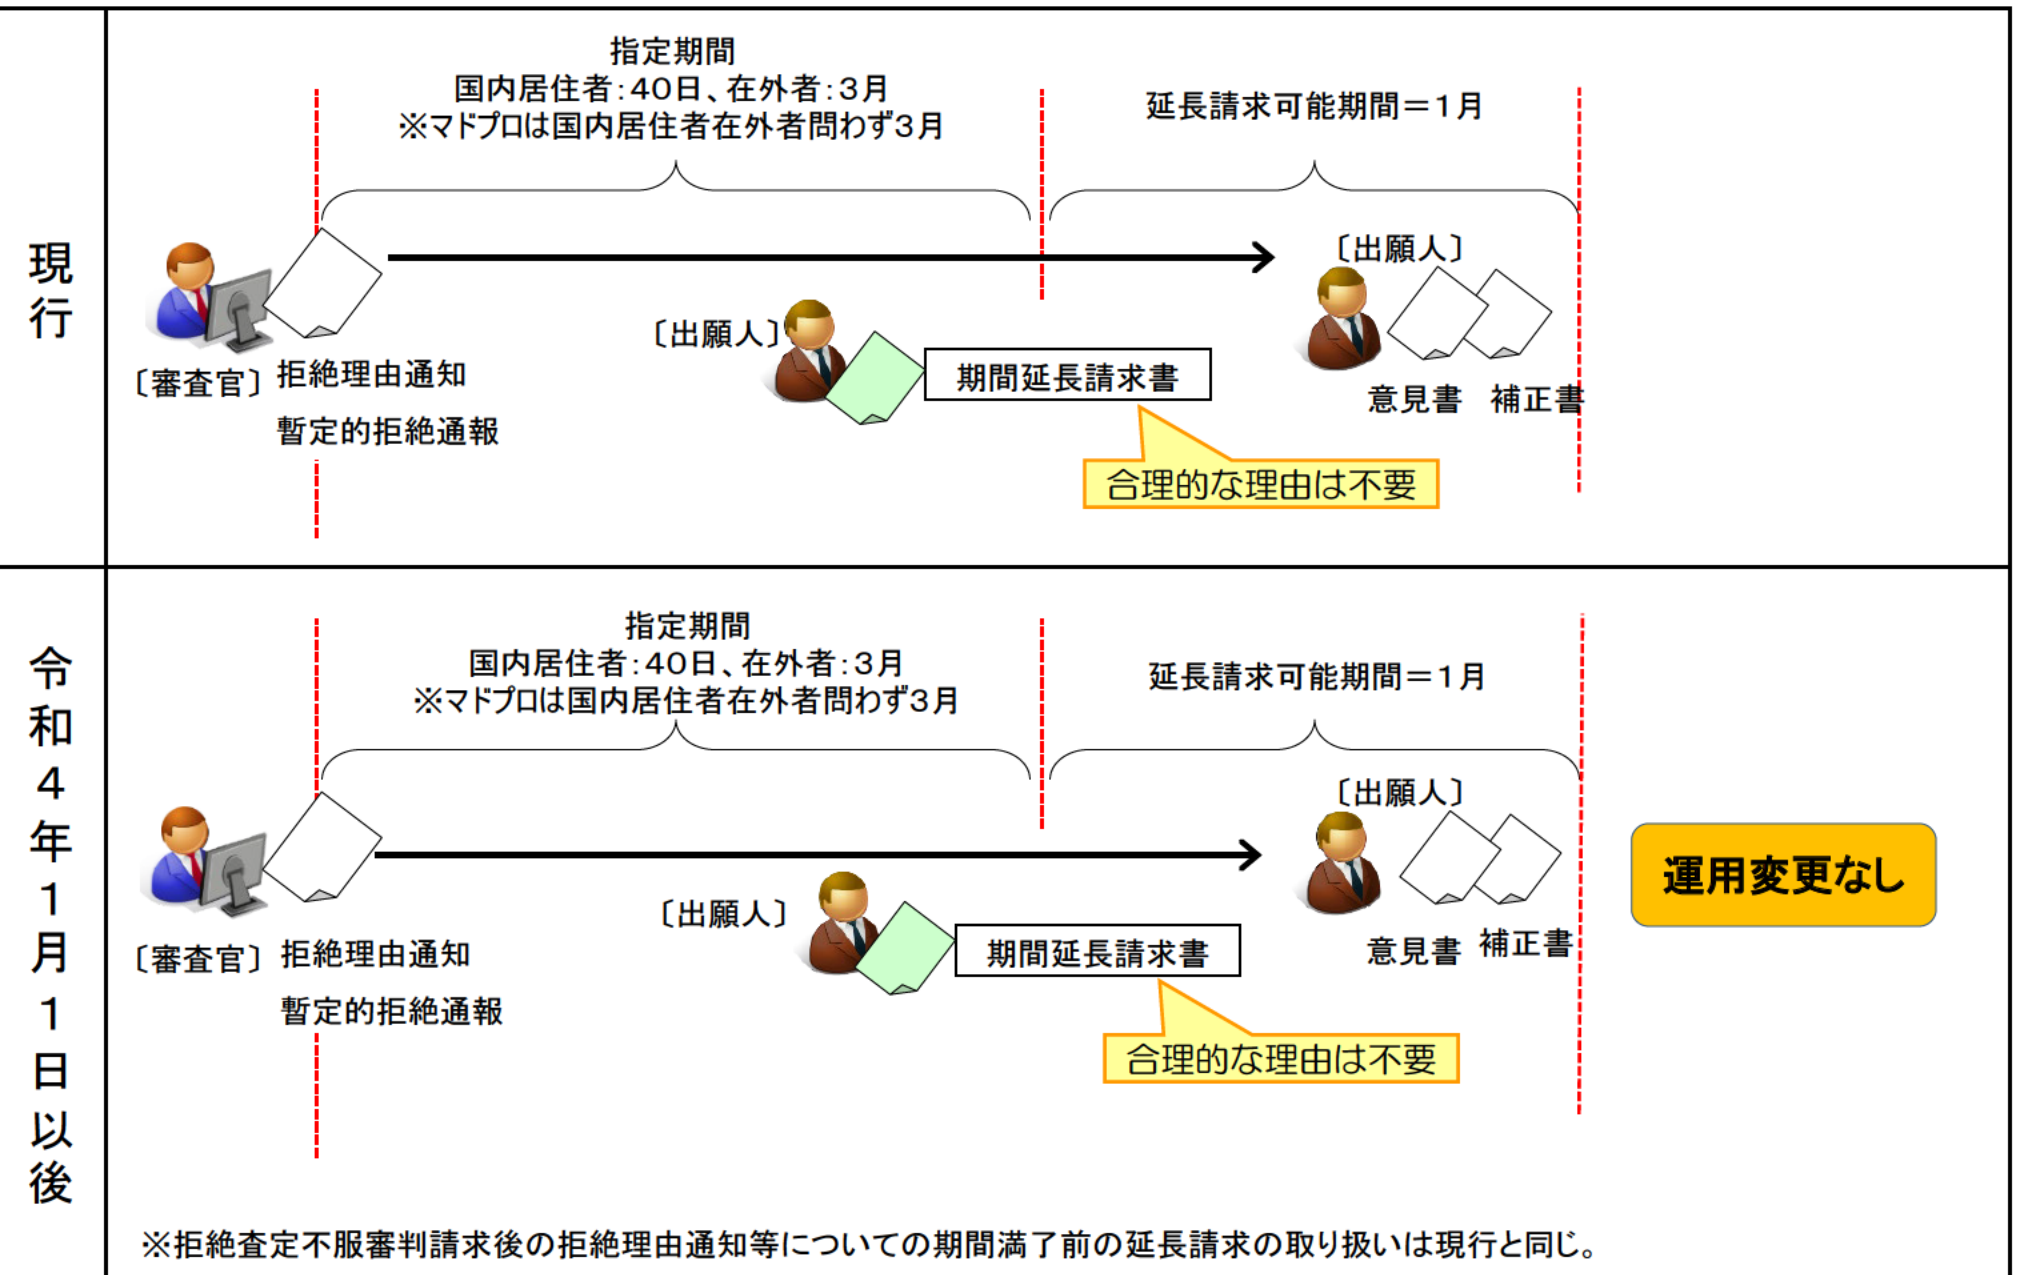 現行
指定期間
国内居住者:40日、在外者:3月
※マドプロは国内居住者在外者問わず3月
延長請求可能期間=1月
〔審査官〕
拒絶理由通知
暫定的拒絶通報
〔出願人〕
期間延長請求書
合理的な理由は不要
〔出願人〕
意見書
補正書
令和4年1月1日以後
指定期間
国内居住者:40日、在外者:3月
※マドプロは国内居住者在外者問わず3月
延長請求可能期間=1月
〔審査官〕
拒絶理由通知
暫定的拒絶通報
〔出願人〕
期間延長請求書
合理的な理由は不要
〔出願人〕
意見書
補正書
運用変更なし
※拒絶査定不服審判請求後の拒絶理由通知等についての期間満了前の延長請求の取り扱いは現行と同じ。